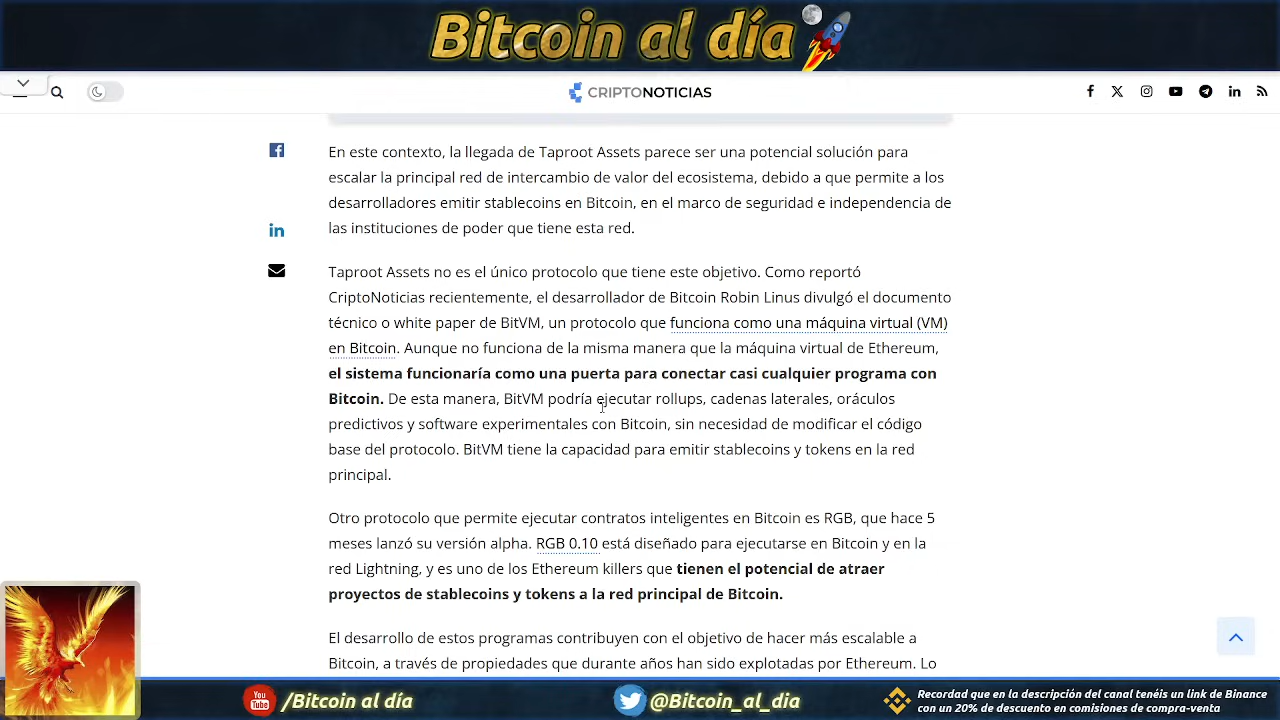 Bitcoin al día
CRIPTONOTICIAS
En este contexto, la llegada de Taproot Assets parece ser una potencial solución para
escalar la principal red de intercambio de valor del ecosistema, debido a que permite a los
desarrolladores emitir stablecoins en Bitcoin, en el marco de seguridad e independencia de
las instituciones de poder que tiene esta red.
Taproot Assets no es el único protocolo que tiene este objetivo. Como reportó
CriptoNoticias recientemente, el desarrollador de Bitcoin Robin Linus divulgó el documento
técnico o white paper de BitVM, un protocolo que funciona como una máquina virtual (VM)
en Bitcoin. Aunque no funciona de la misma manera que la máquina virtual de Ethereum,
el sistema funcionaría como una puerta para conectar casi cualquier programa con
Bitcoin. De esta manera, BitVM podría ejecutar rollups, cadenas laterales, oráculos
predictivos y software experimentales con Bitcoin, sin necesidad de modificar el código
base del protocolo. BitVM tiene la capacidad para emitir stablecoins y tokens en la red
principal.
Otro protocolo que permite ejecutar contratos inteligentes en Bitcoin es RGB, que hace 5
meses lanzó su versión alpha. RGB 0.10 está diseñado para ejecutarse en Bitcoin y en la
red Lightning, y es uno de los Ethereum killers que tienen el potencial de atraer
proyectos de stablecoins y tokens a la red principal de Bitcoin.
El desarrollo de estos programas contribuyen con el objetivo de hacer más escalable a
Bitcoin, a través de propiedades que durante años han sido explotadas por Ethereum. Lo
You Tube /Bitcoin al día
@Bitcoin_al_dia
Recordad que en la descripción del canal tenéis un link de Binance
con un 20% de descuento en comisiones de compra-venta